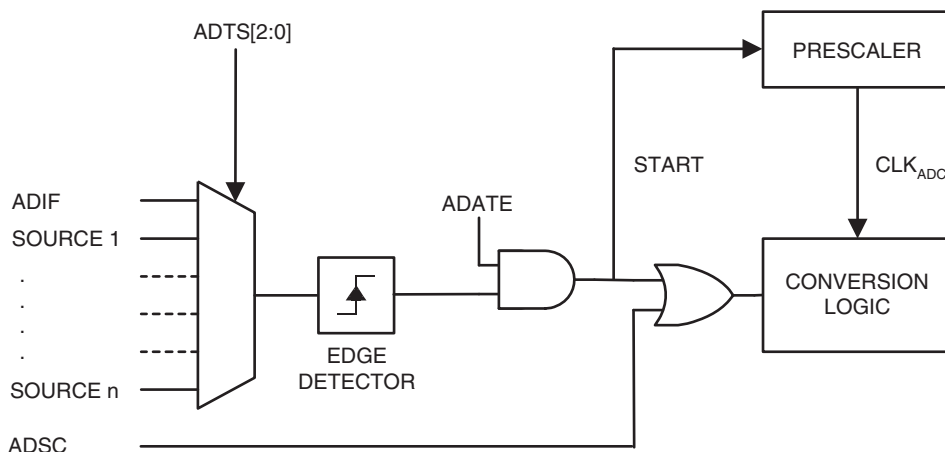 ADTS[2:0]
PRESCALER
START
CLKADC
ADIF
ADATE
SOURCE 1
.
.
.
.
CONVERSION
LOGIC
EDGE
DETECTOR
SOURCE n
ADSC